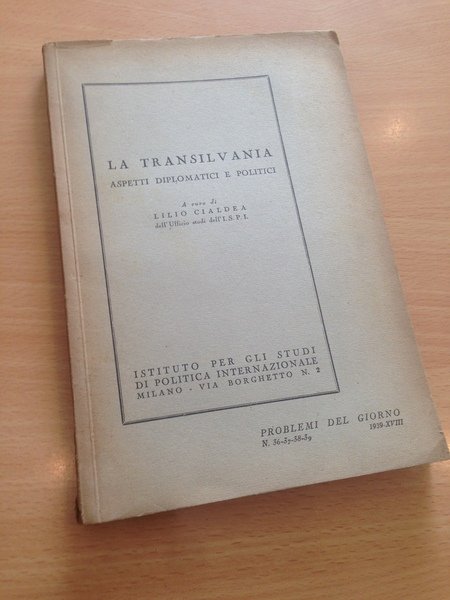 LA TRANSILVANIA
ASPETTI DIPLOMATICI E POLITICI
A cura di
LILIO CIALDEA
dell'Ufficio studi dell'I.S.P.I.
ISTITUTO PER GLI STUDI
DI POLITICA INTERNAZIONALE
MILANO - VIA BORGHETTO N. 2
PROBLEMI DEL GIORNO
N. 36-37-38-39 1939-XVIII